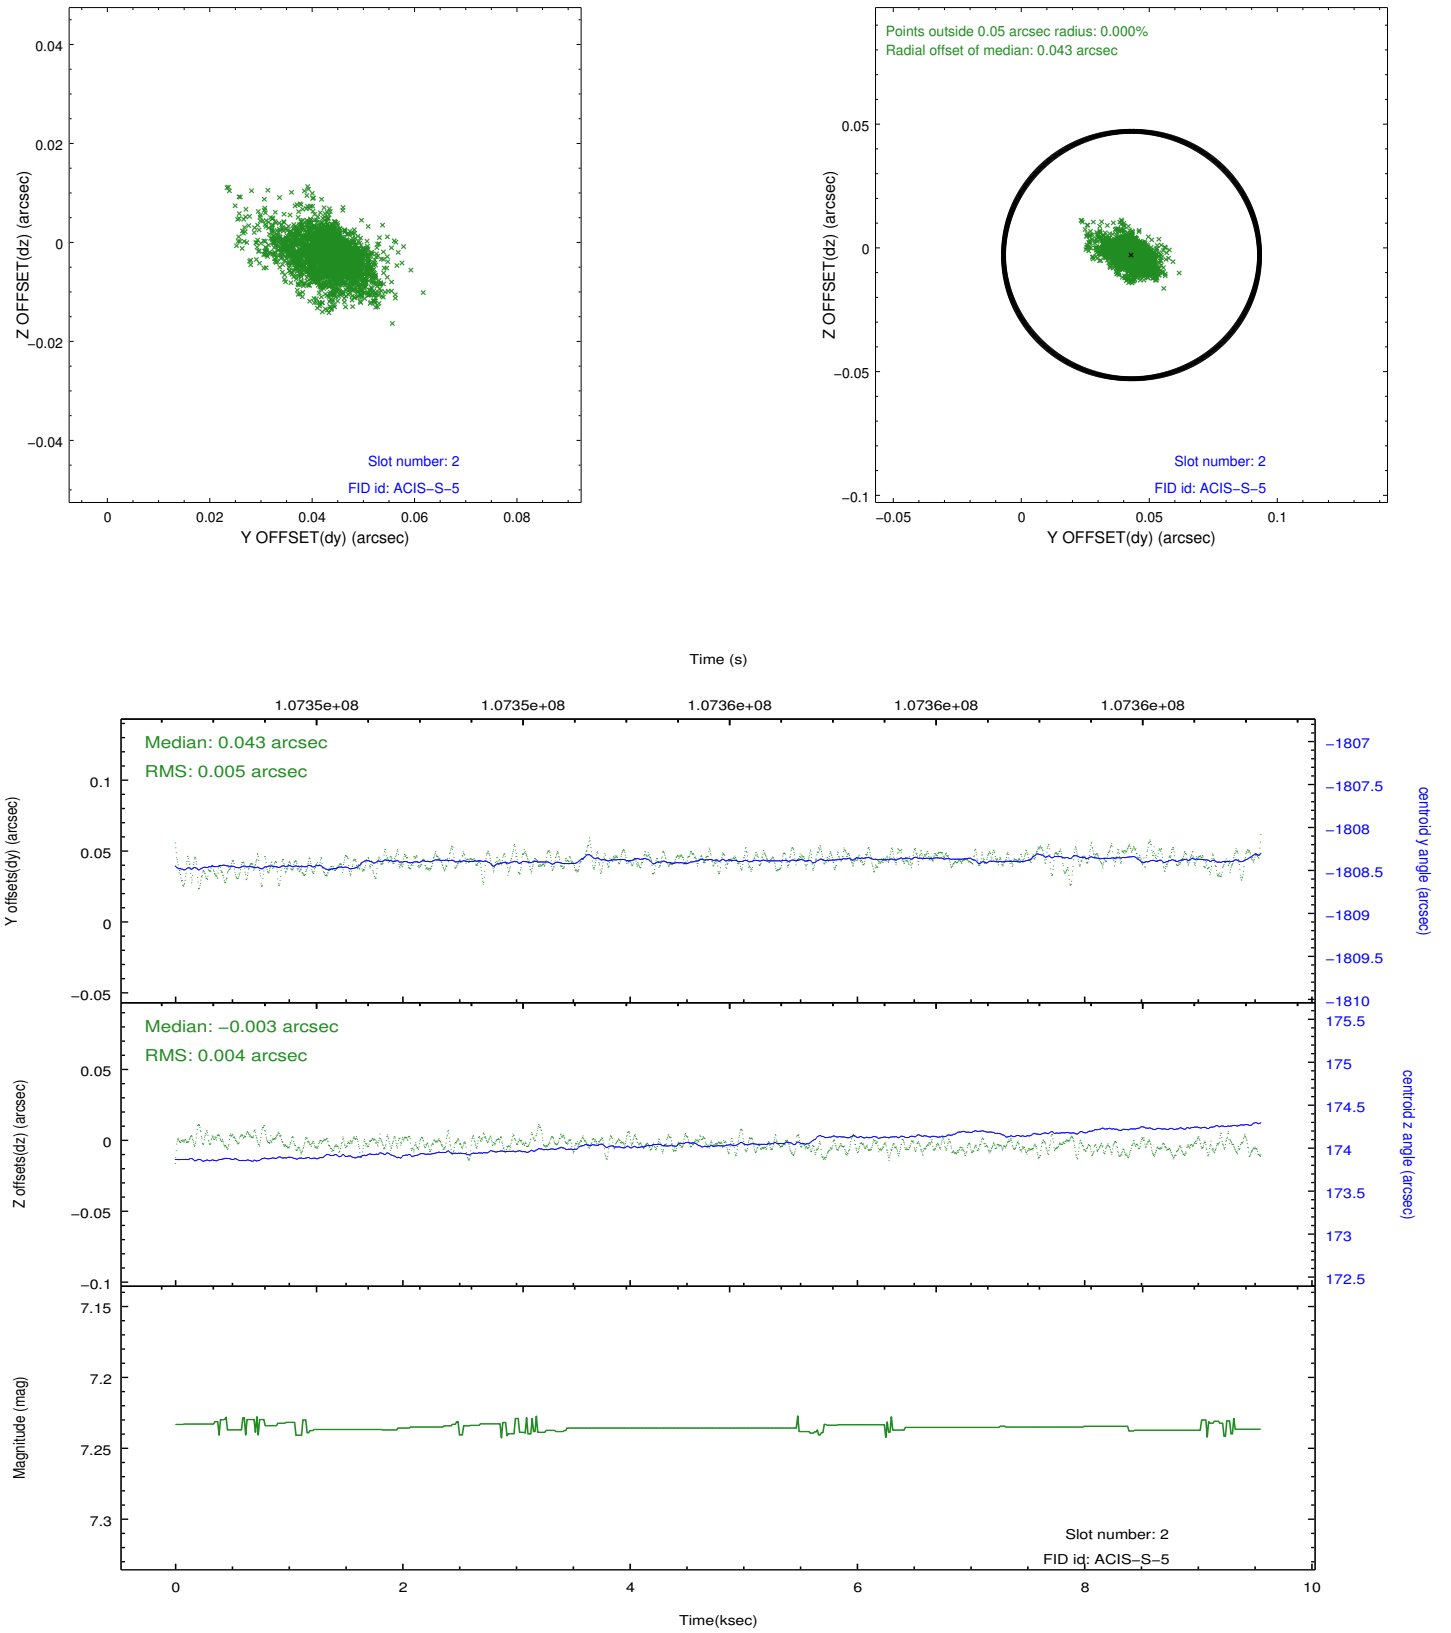 0.04
0.02
0
−0.02
−0.04
Z OFFSET(dz) (arcsec)
Slot number: 2
FID id: ACIS−S−5
0
0.02
0.04
0.06
0.08
Y OFFSET(dy) (arcsec)
Points outside 0.05 arcsec radius: 0.000%
Radial offset of median: 0.043 arcsec
0.05
0
−0.05
−0.1
Z OFFSET(dz) (arcsec)
Slot number: 2
FID id: ACIS−S−5
−0.05
0
0.05
0.1
Y OFFSET(dy) (arcsec)
Time (s)
1.0735e+08
1.0735e+08
1.0736e+08
1.0736e+08
1.0736e+08
Median: 0.043 arcsec
RMS: 0.005 arcsec
0.1
0.05
0
−0.05
Y offsets(dy) (arcsec)
−1807
−1807.5
−1808
−1808.5
−1809
−1809.5
−1810
centroid y angle (arcsec)
Median: −0.003 arcsec
RMS: 0.004 arcsec
0.05
0
−0.05
−0.1
Z offsets(dz) (arcsec)
175.5
175
174.5
174
173.5
173
172.5
centroid z angle (arcsec)
7.15
7.2
7.25
7.3
Magnitude (mag)
Slot number: 2
FID id: ACIS−S−5
0
2
4
6
8
10
Time(ksec)